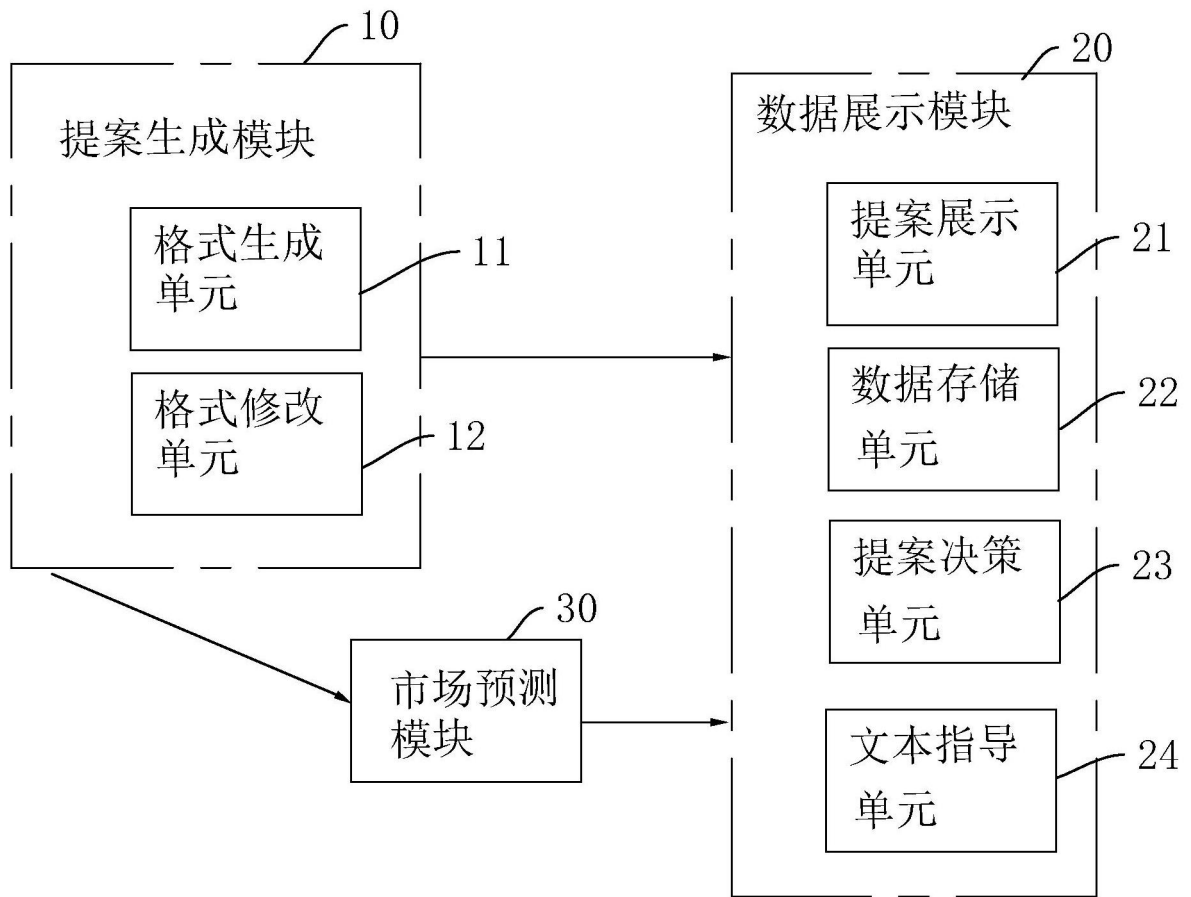 10
提案生成模块
格式生成
单元
11
格式修改
单元
12
20
数据展示模块
提案展示
单元
21
数据存储
单元
22
提案决策
单元
23
文本指导
单元
24
30
市场预测
模块